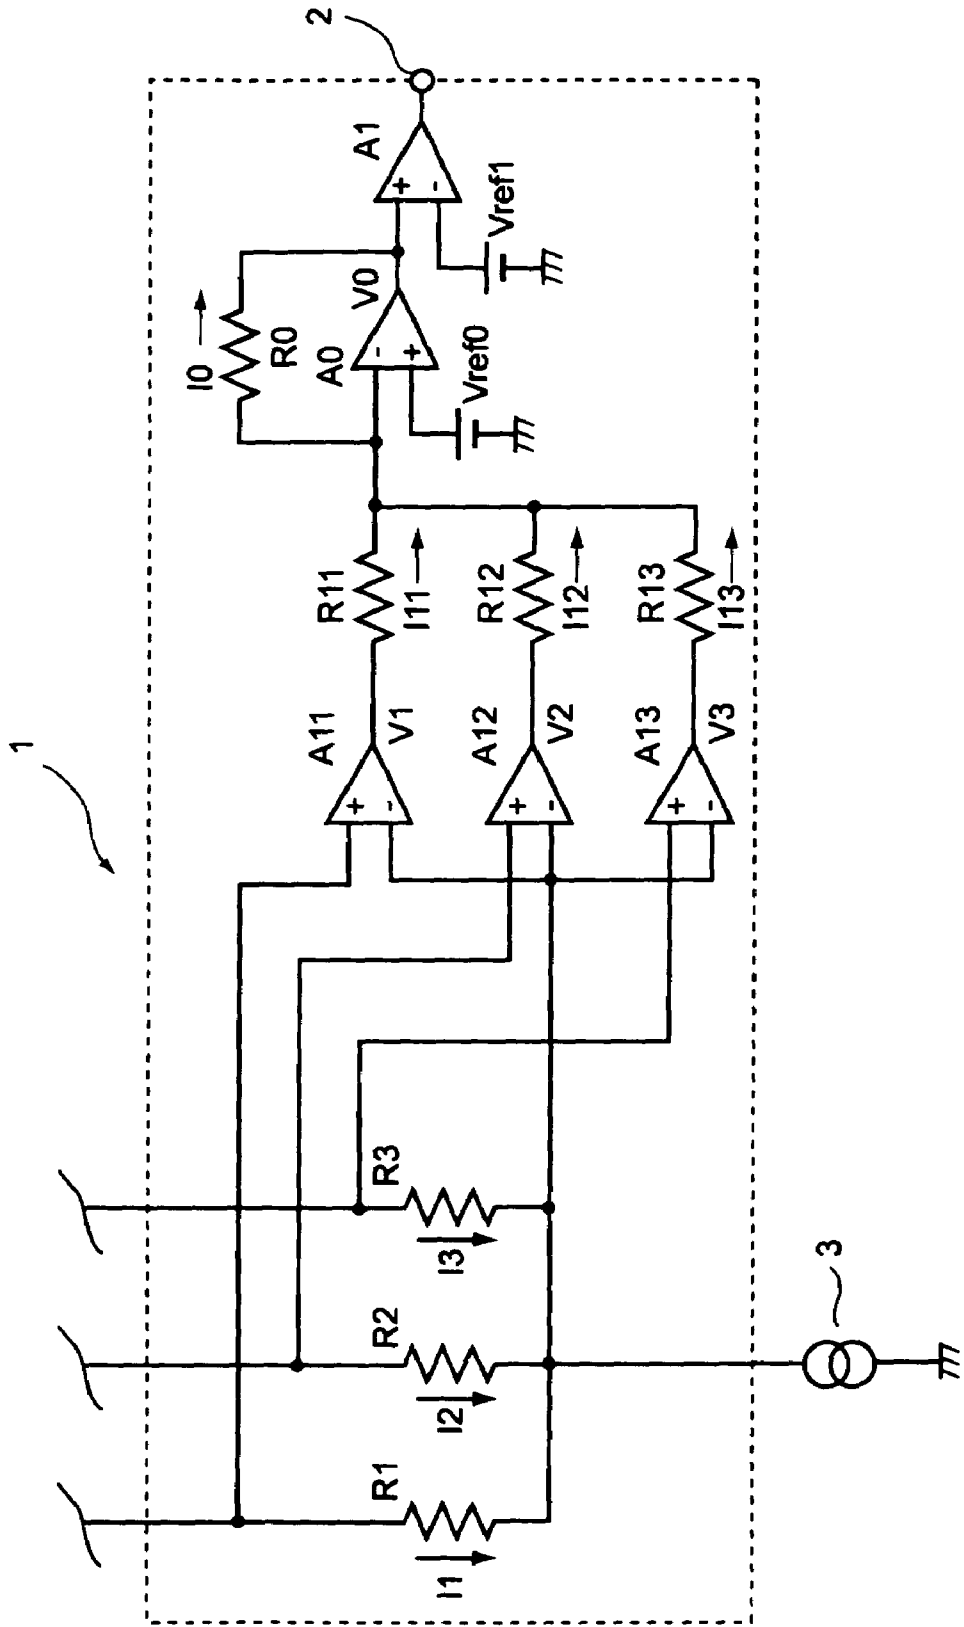 1
2
I0
R0
A0
V0
A1
-
+
+
-
Vref0
Vref1
R11
I11
R12
I12
R13
I13
A11
V1
A12
V2
A13
V3
+
-
+
-
+
-
R1
I1
R2
I2
R3
I3
3